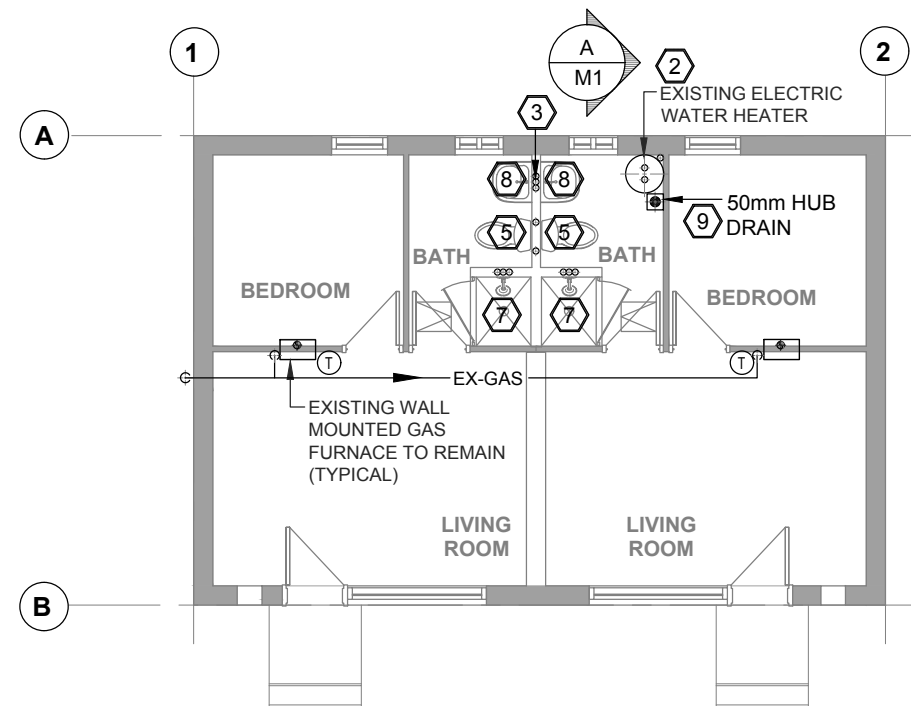 1
A
M1
2
2
EXISTING ELECTRIC
WATER HEATER
A
3
8
8
50mm HUB
DRAIN
9
5
5
BATH
BATH
BEDROOM
BEDROOM
7
7
T
T
EX-GAS
EXISTING WALL
MOUNTED GAS
FURNACE TO REMAIN
(TYPICAL)
LIVING
ROOM
LIVING
ROOM
B